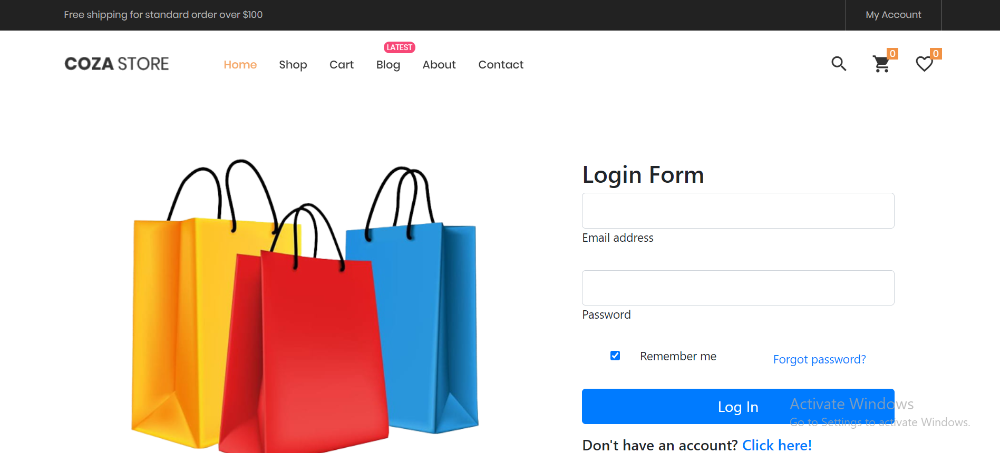 Free shipping for standard order over $100
My Account
COZA STORE
Home
Shop
Cart
LATEST
Blog
About
Contact
0
0
Login Form
Email address
Password
Remember me
Forgot password?
Log In
Activate Windows
Go to Settings to activate Windows.
Don't have an account? Click here!